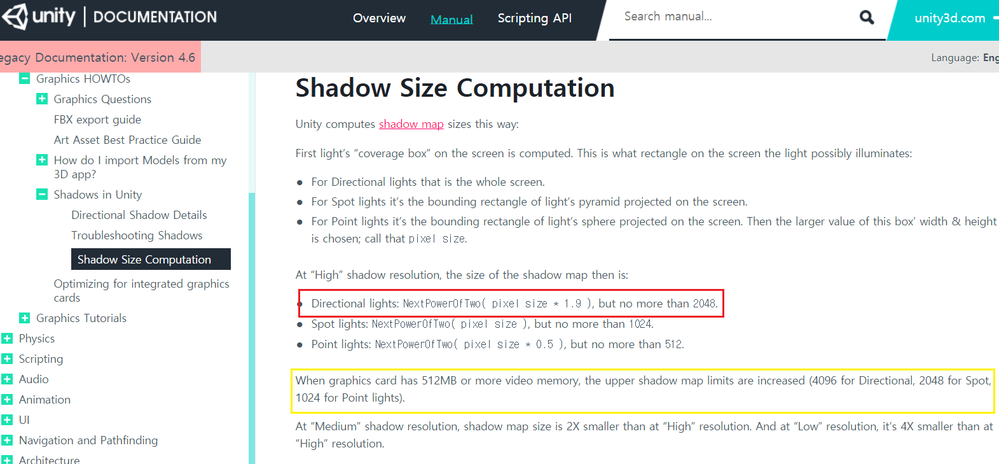 unity | DOCUMENTATION
Overview
Manual
Scripting API
Search manual...
unity3d.com
egacy Documentation: Version 4.6
Language: Eng
Graphics HOWTOs
Graphics Questions
FBX export guide
Art Asset Best Practice Guide
How do I import Models from my
3D app?
Shadows in Unity
Directional Shadow Details
Troubleshooting Shadows
Shadow Size Computation
Optimizing for integrated graphics
cards
Graphics Tutorials
Physics
Scripting
Audio
Animation
UI
Navigation and Pathfinding
Architecture
Shadow Size Computation
Unity computes shadow map sizes this way:
First light’s “coverage box” on the screen is computed. This is what rectangle on the screen the light possibly illuminates:
● For Directional lights that is the whole screen.
● For Spot lights it’s the bounding rectangle of light’s pyramid projected on the screen.
● For Point lights it’s the bounding rectangle of light’s sphere projected on the screen. Then the larger value of this box’ width & height
is chosen; call that pixel size.
At “High” shadow resolution, the size of the shadow map then is:
● Directional lights: NextPowerOfTwo( pixel size * 1.9 ), but no more than 2048.
● Spot lights: NextPowerOfTwo( pixel size ), but no more than 1024.
● Point lights: NextPowerOfTwo( pixel size * 0.5 ), but no more than 512.
When graphics card has 512MB or more video memory, the upper shadow map limits are increased (4096 for Directional, 2048 for Spot,
1024 for Point lights).
At “Medium” shadow resolution, shadow map size is 2X smaller than at “High” resolution. And at “Low” resolution, it’s 4X smaller than at
“High” resolution.